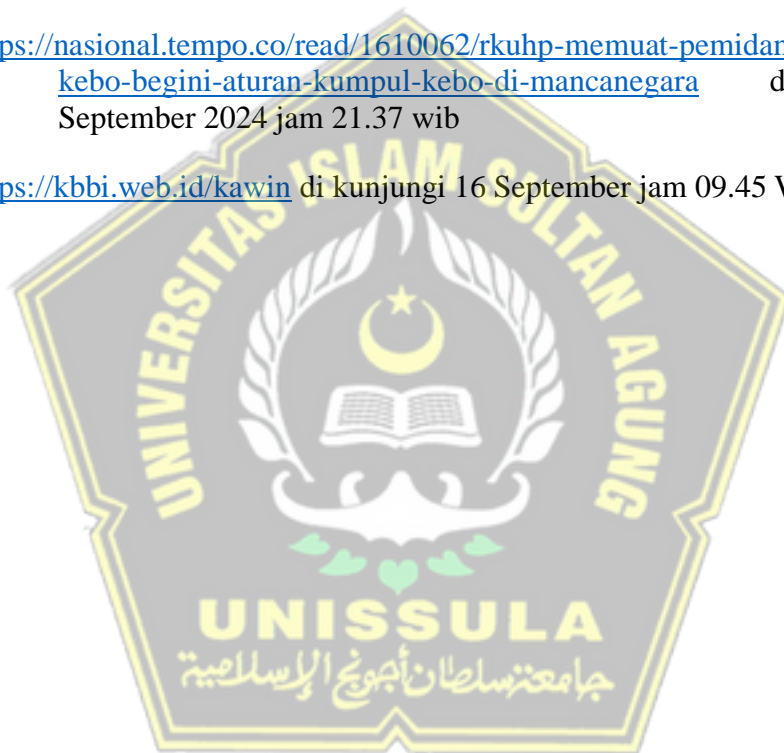 ps://nasional.tempo.co/read/1610062/rkuhp-memuat-pemidan
kebo-begini-aturan-kumpul-kebo-di-mancanegara d
September 2024 jam 21.37 wib
ps://kbbi.web.id/kawin di kunjungi 16 September jam 09.45 W
UNIVERSITAS ISLAM SULTAN AGUNG
UNISSULA
جامعتنسلطان أجونج الإسلامية